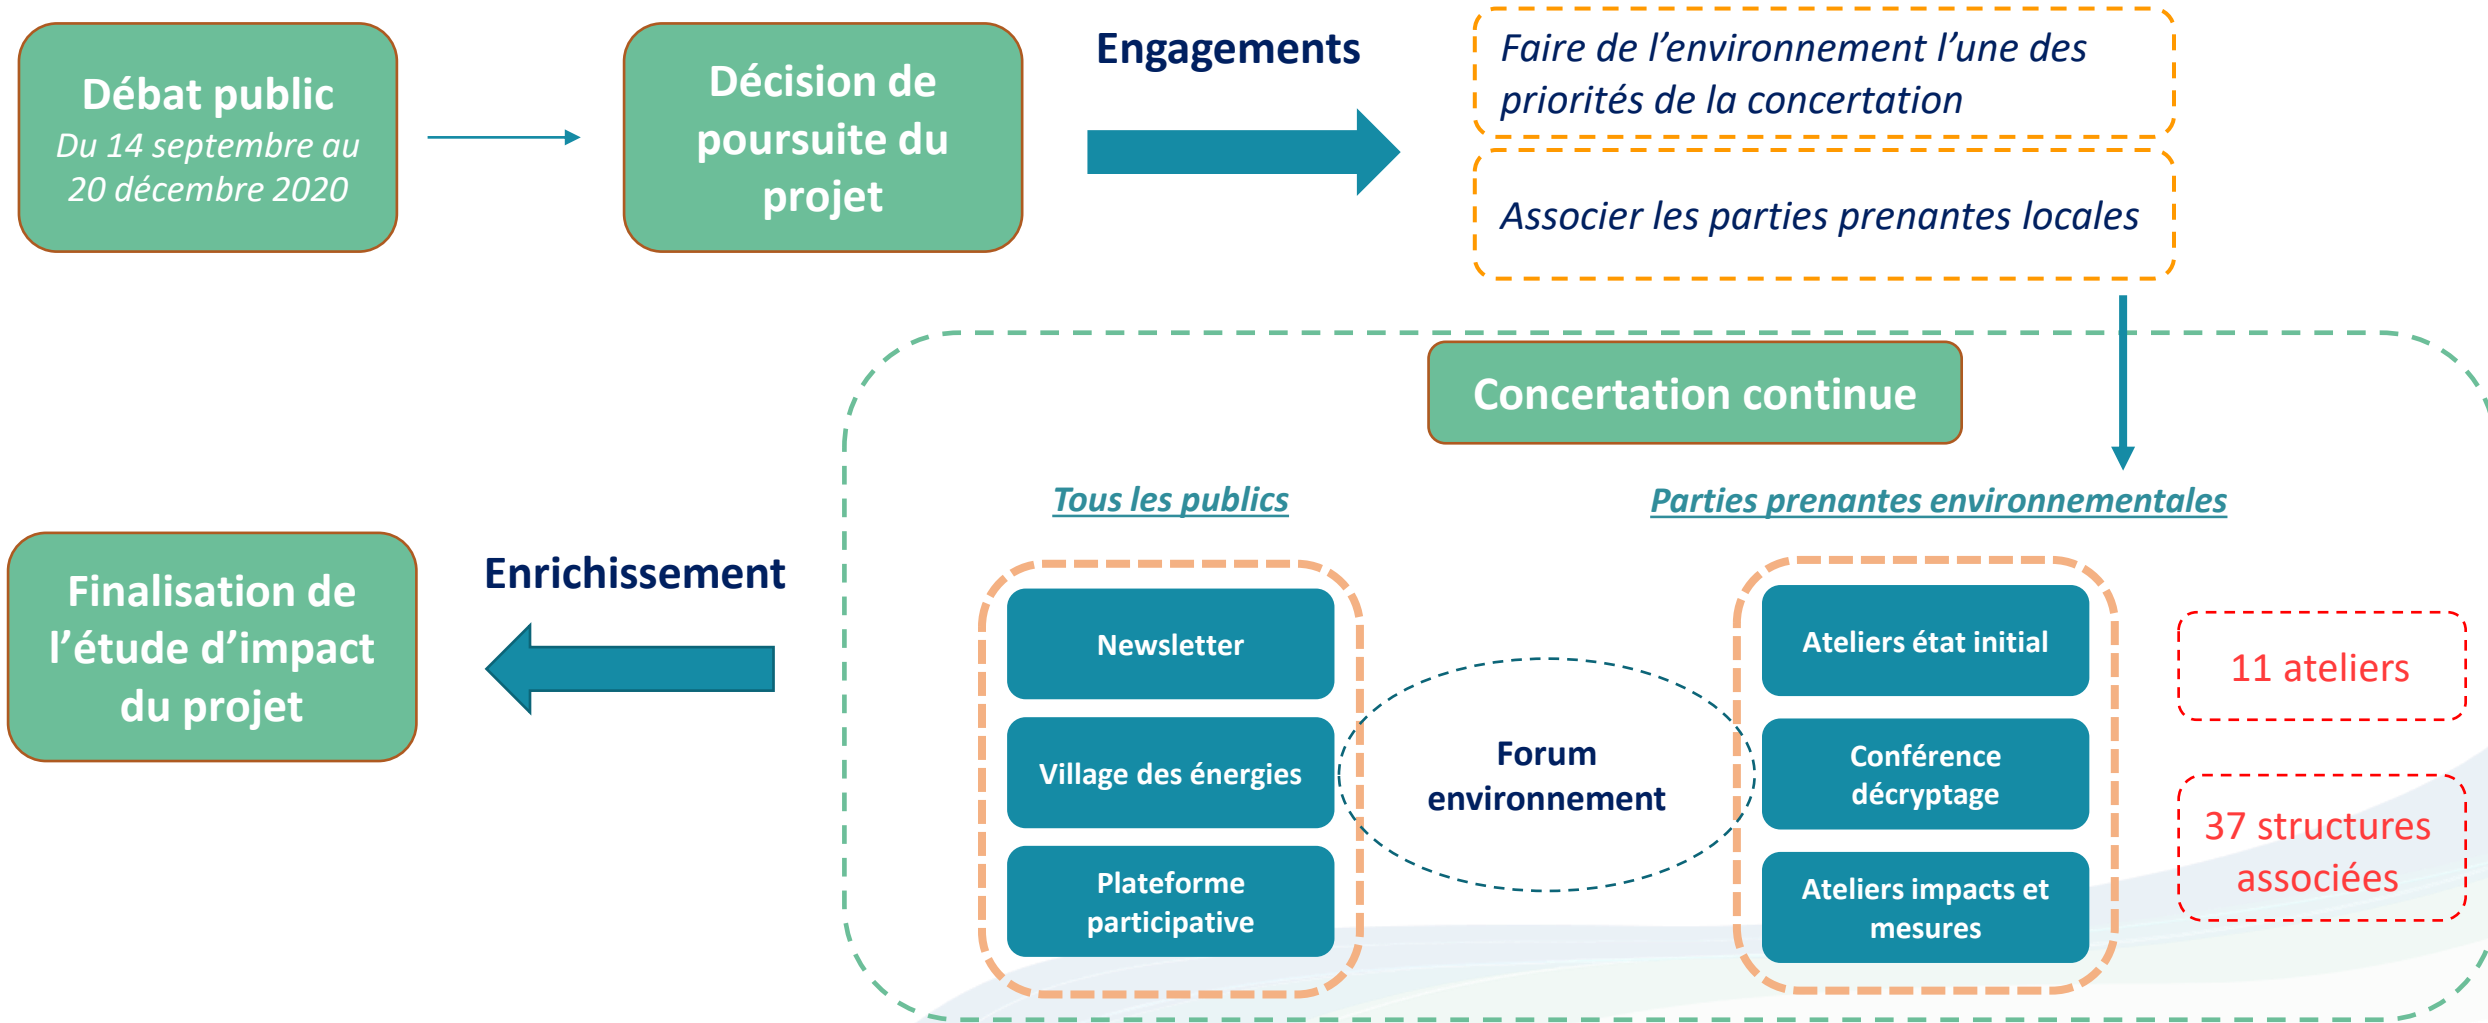 Débat public
Du 14 septembre au
20 décembre 2020
Décision de
poursuite du
projet
Engagements
Faire de l’environnement l’une des
priorités de la concertation
Associer les parties prenantes locales
Concertation continue
Tous les publics
Newsletter
Village des énergies
Plateforme
participative
Forum
environnement
Parties prenantes environnementales
Ateliers état initial
Conférence
décryptage
Ateliers impacts et
mesures
11 ateliers
37 structures
associées
Enrichissement
Finalisation de
l’étude d’impact
du projet